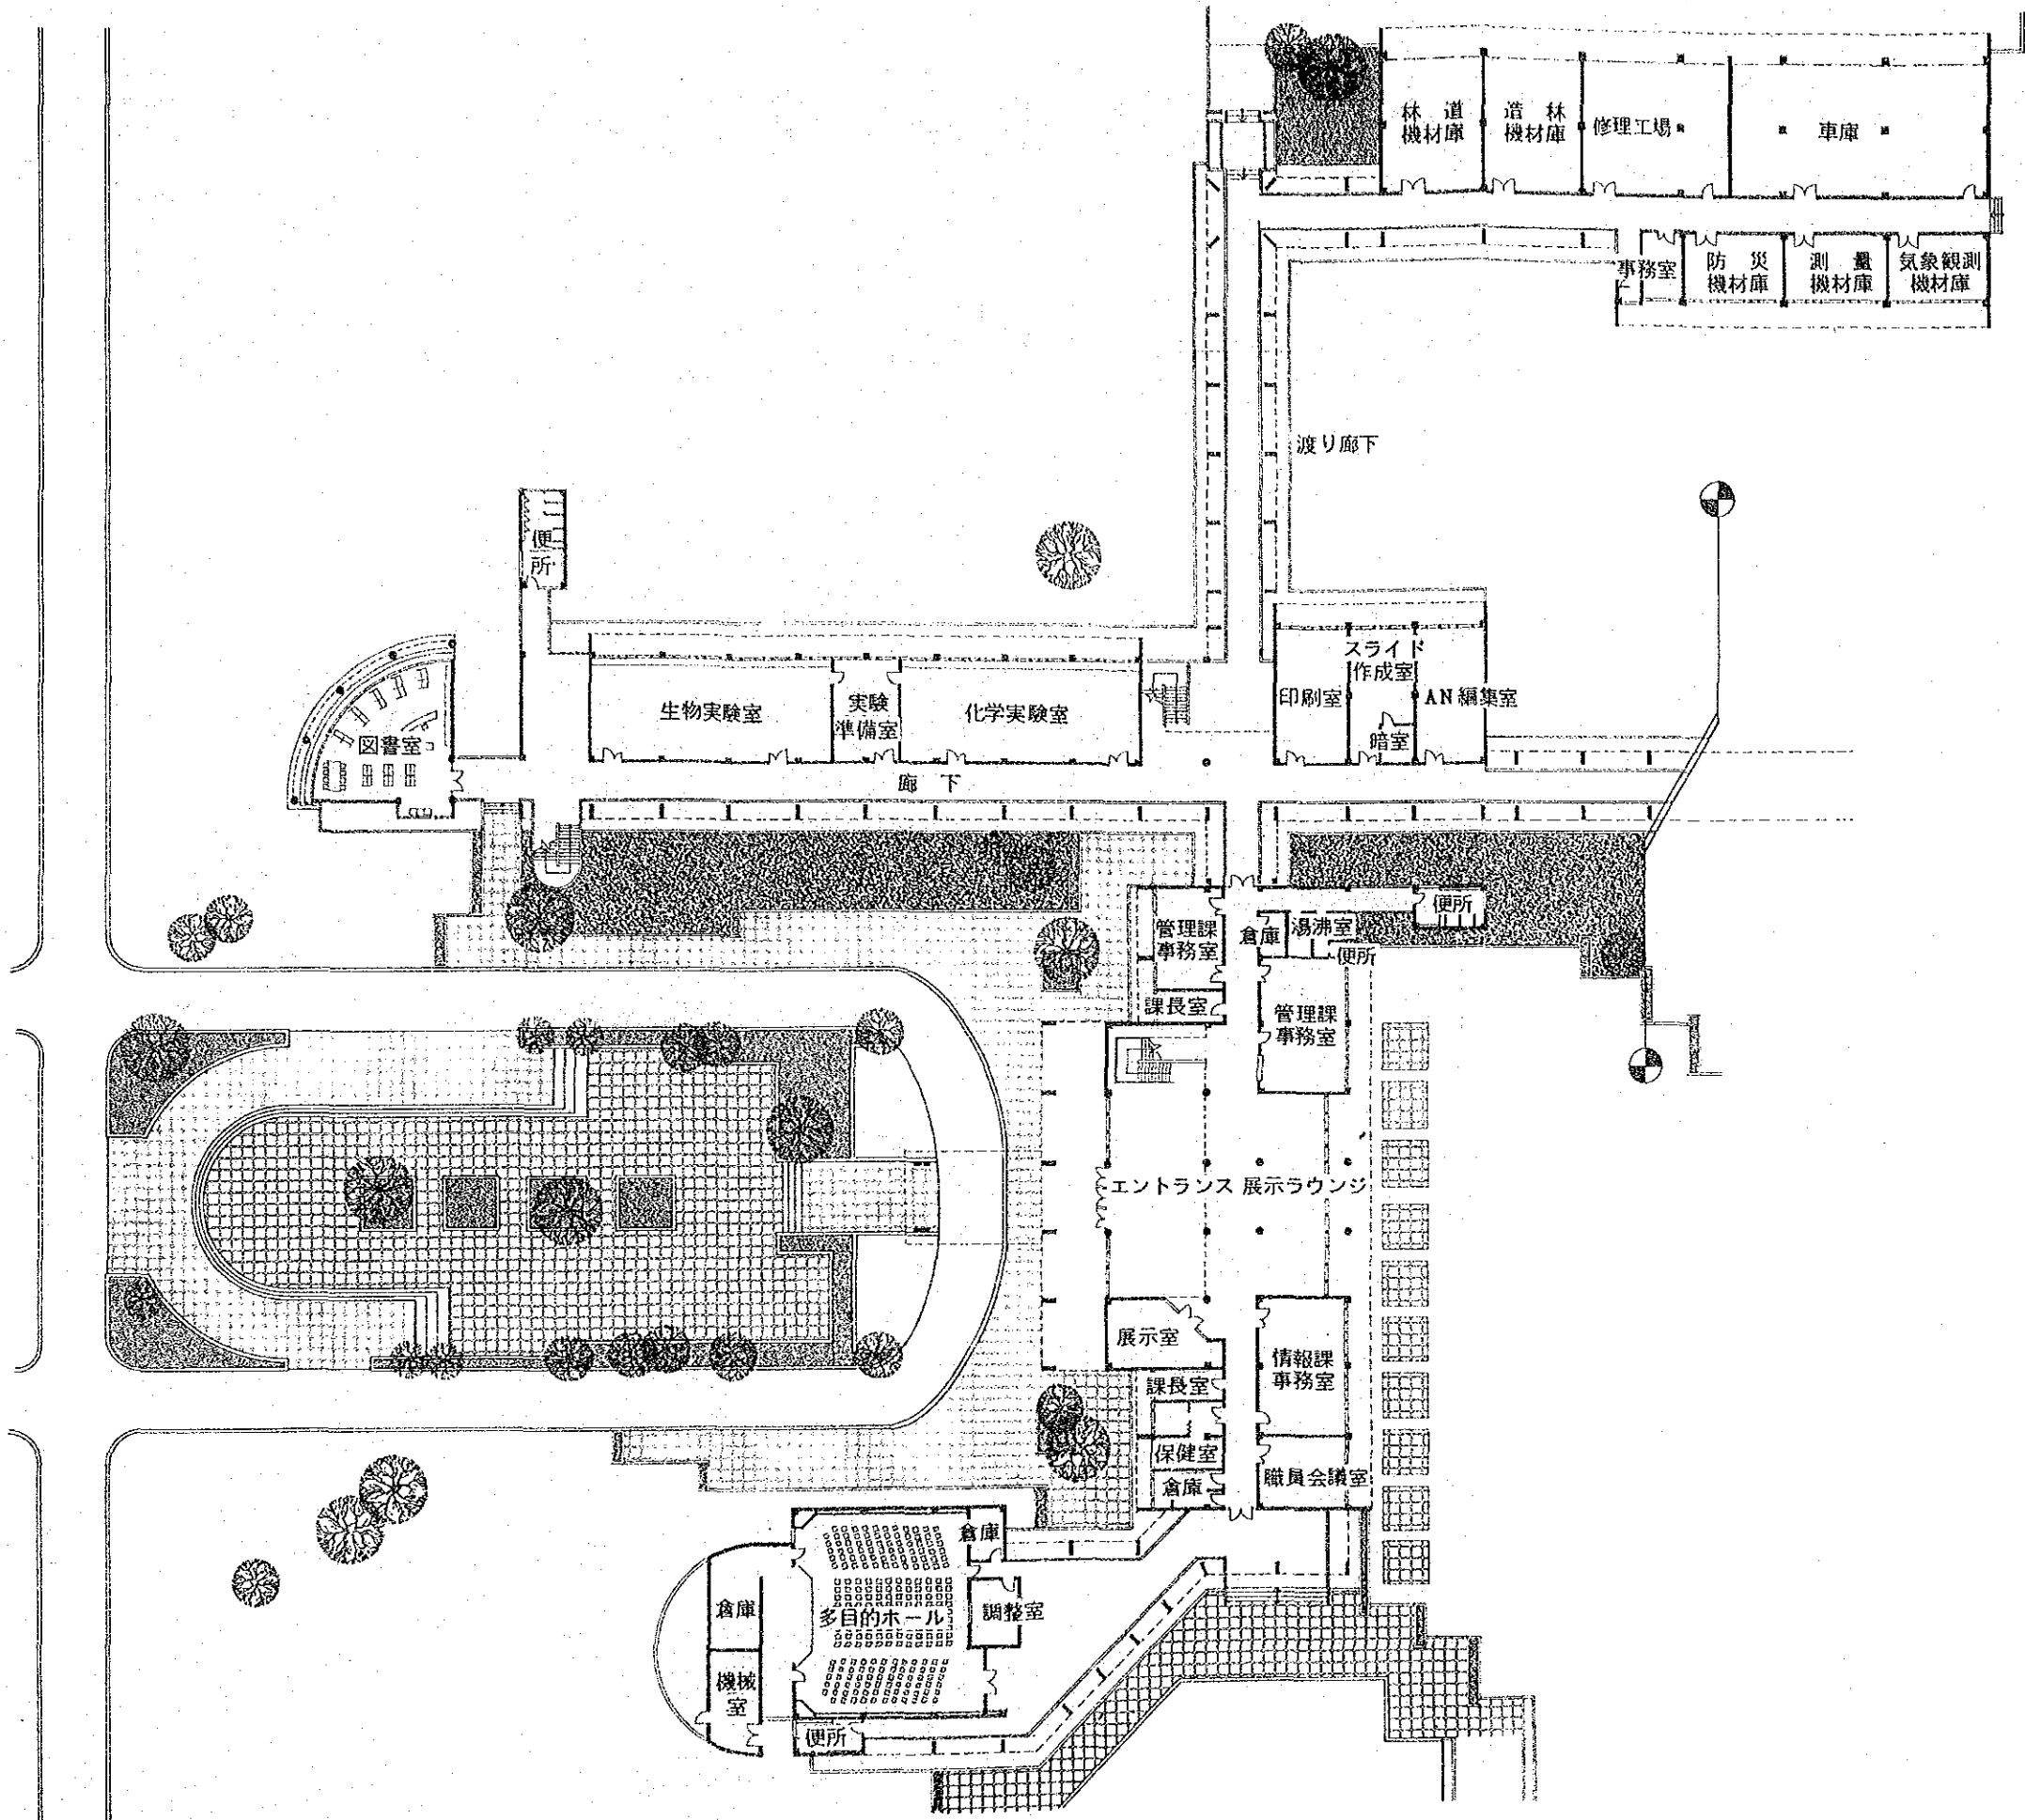 林道
機材庫
造林
機材庫
修理工場
車庫
事務室
防災
機材庫
測量
機材庫
気象観測
機材庫
渡り廊下
便
所
スライド
作成室
印刷室
AN編集室
暗室
生物実験室
実験
準備室
化学実験室
図書室
廊下
管理課
事務室
倉庫
湯沸室
便所
便所
課長室
管理課
事務室
エントランス
展示ラウンジ
展示室
情報課
事務室
課長室
保健室
倉庫
職員会議室
倉庫
倉庫
多目的ホール
調整室
機械
室
便所